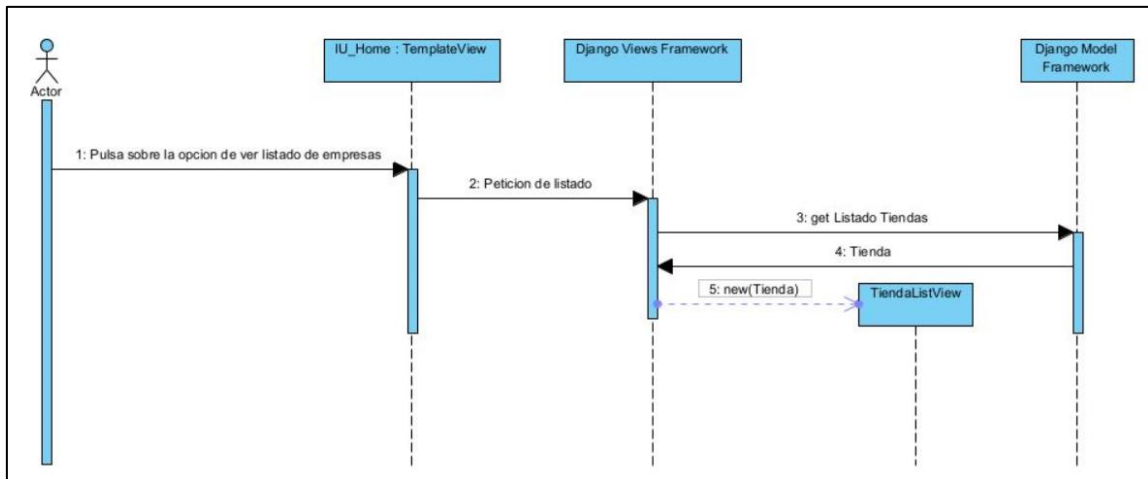 IU_Home : TemplateView
Django Views Framework
Django Model
Framework
Actor
1: Pulsa sobre la opcion de ver listado de empresas
2: Peticion de listado
3: get Listado Tiendas
4: Tienda
5: new(Tienda)
TiendaListView